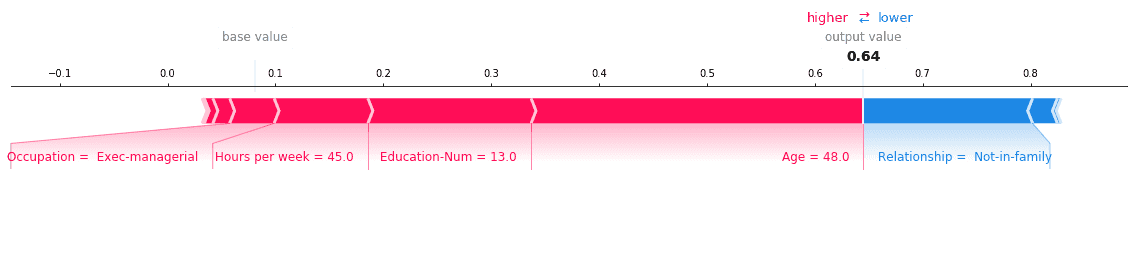 higher ⇄ lower
base value
output value
0.64
−0.1 0.0 0.1 0.2 0.3 0.4 0.5 0.6 0.7 0.8
Occupation = Exec-managerial Hours per week = 45.0 Education-Num = 13.0 Age = 48.0 Relationship = Not-in-family